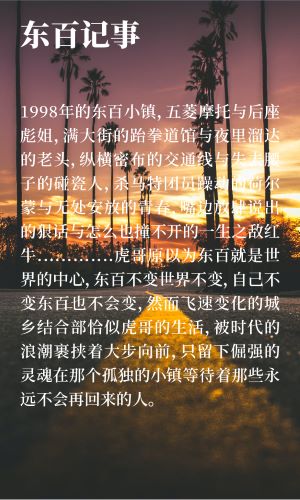 东百记事
1998年的东百小镇，五菱摩托与后座
彪姐，满大街的跆拳道馆与夜里溜达
的老头，纵横密布的交通线与失去脚
子的碰瓷人，杀马特团员躁动的荷尔
蒙与无处安放的青春，路边放肆说出
的狠话与怎么也撞不开的一生之敌红
牛…………虎哥原以为东百就是世
界的中心，东百不变世界不变，自己不
变东百也不会变，然而飞速变化的城
乡结合部恰似虎哥的生活，被时代的
浪潮裹挟着大步向前，只留下倔强的
灵魂在那个孤独的小镇等待着那些永
远不会再回来的人。